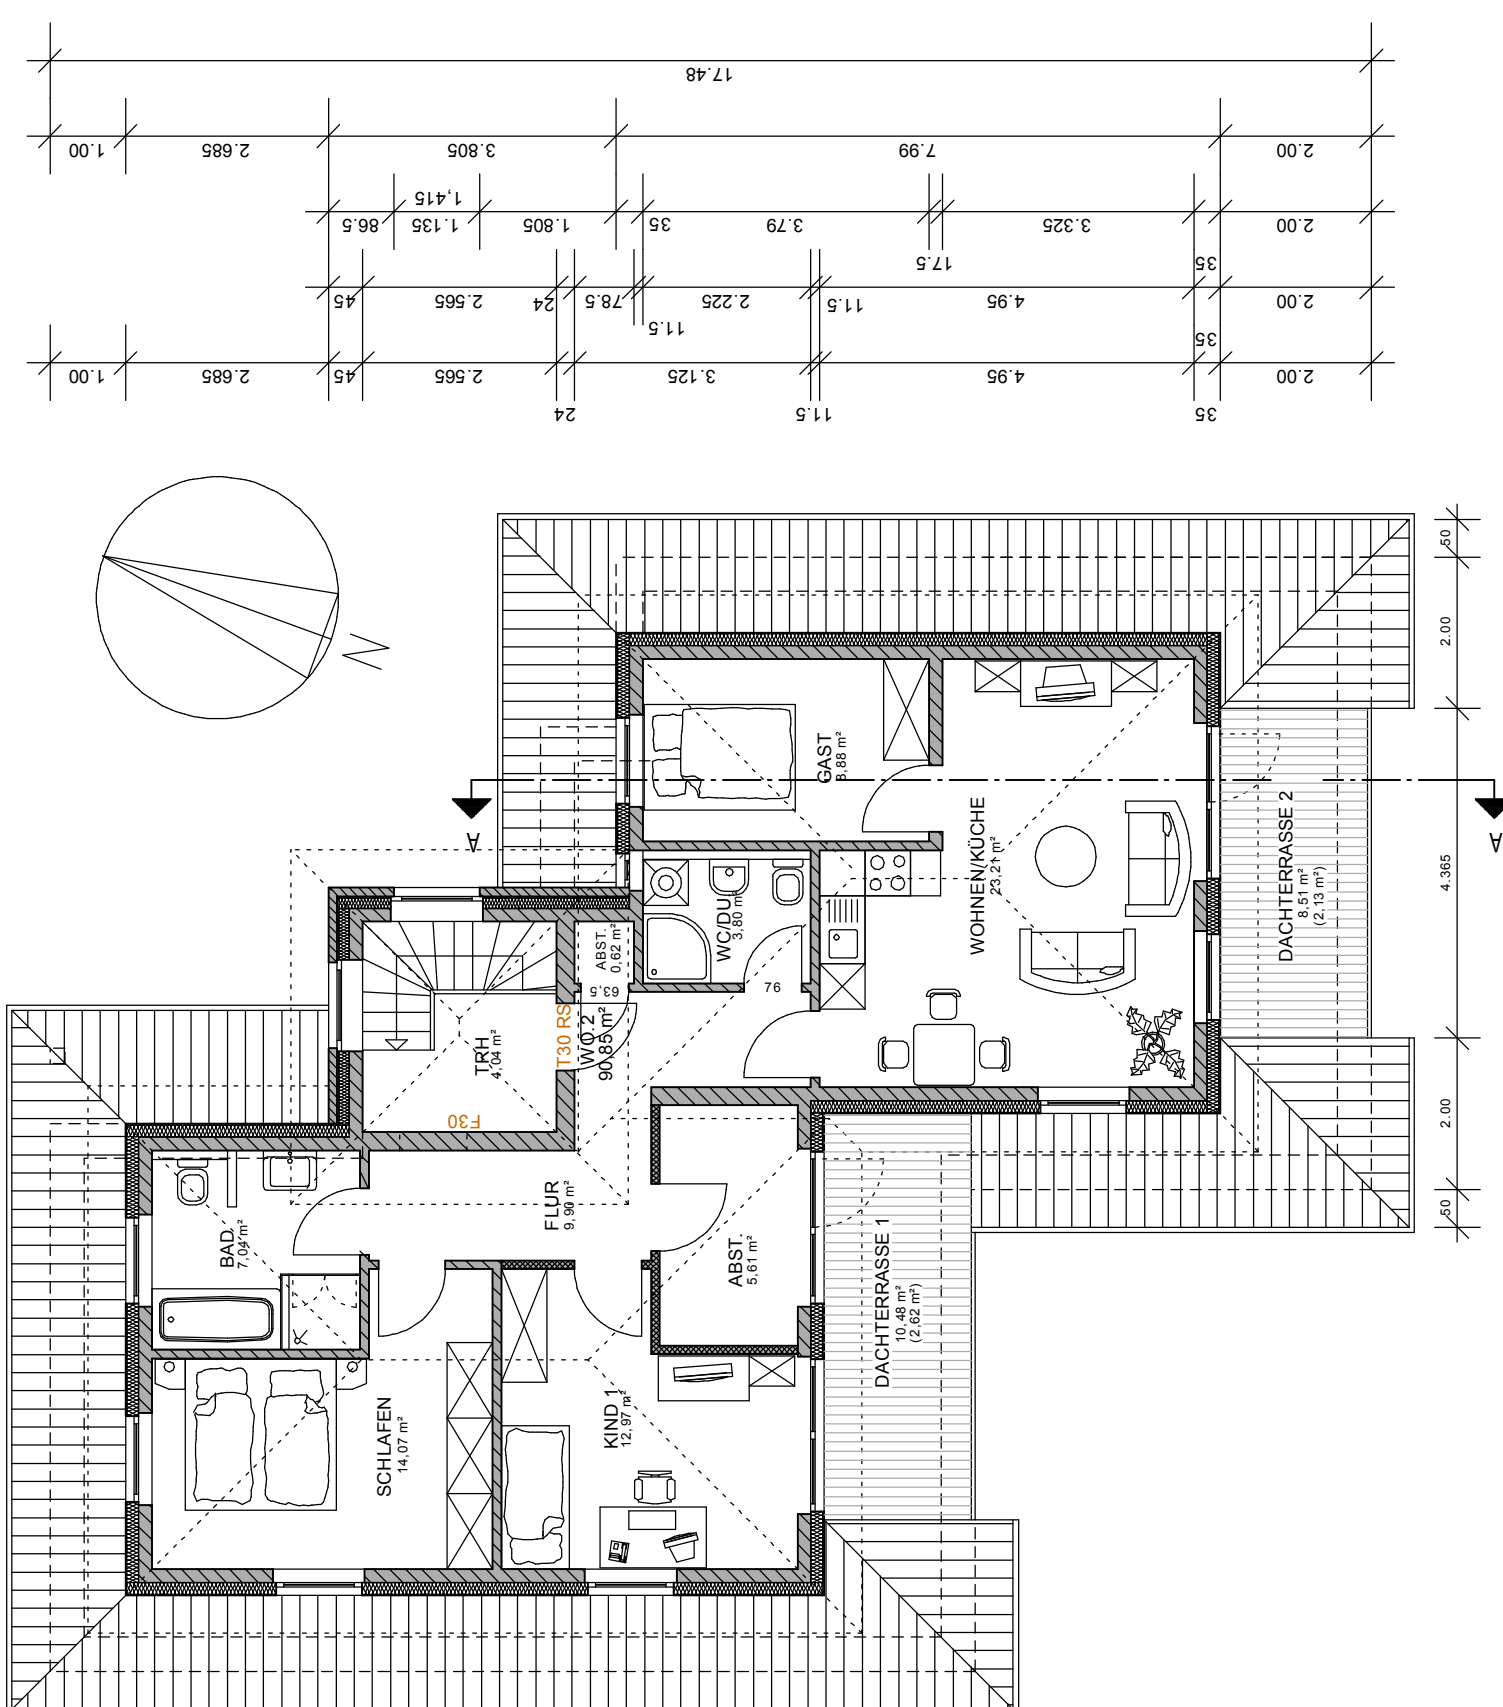 17.48
1.00
2.685
3.805
7.99
2.00
1,415
86.5
1.135
1.805
35
3.79
3.325
2.00
17.5
35
45
2.565
24
78.5
2.225
11.5
4.95
2.00
11.5
35
1.00
2.685
45
2.565
3.125
4.95
2.00
24
11.5
35
N
50
2.00
4.365
2.00
50
A
A
GAST
8,88 m²
WOHNEN/KÜCHE
23,21 m²
DACHTERRASSE 2
8,51 m²
(2,13 m²)
WC/DU
3,80 m²
ABST.
0,62 m²
63,5
76
TRH
4,04 m²
T30 RS
WO.2
90,85 m²
F30
FLUR
9,90 m²
BAD
7,04 m²
ABST.
5,61 m²
DACHTERRASSE 1
10,48 m²
(2,62 m²)
SCHLAFEN
14,07 m²
KIND 1
12,97 m²